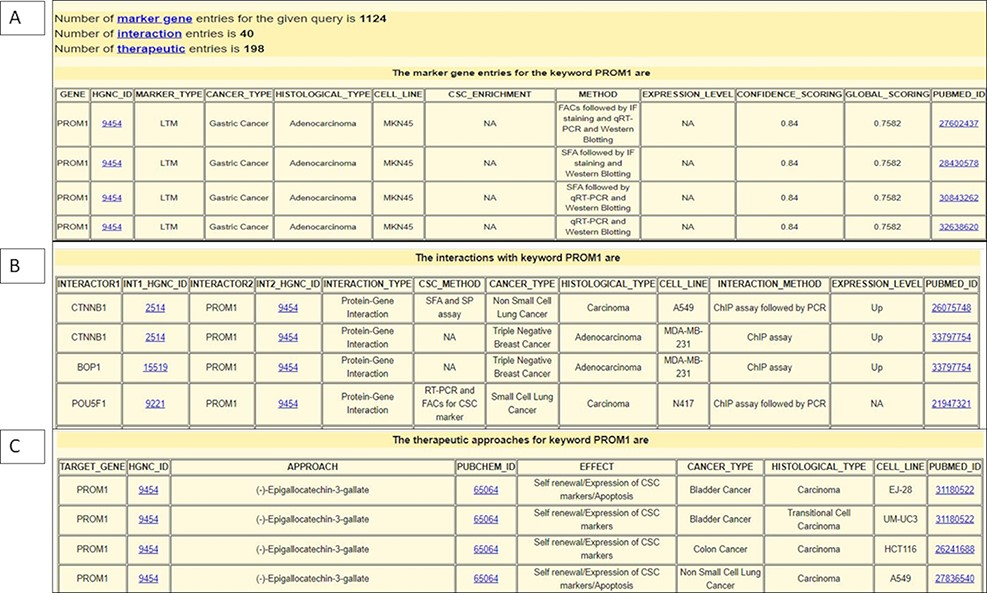 A
Number of marker gene entries for the given query is 1124
Number of interaction entries is 40
Number of therapeutic entries is 198
The marker gene entries for the keyword PROM1 are
GENE HGNC_ID MARKER_TYPE CANCER_TYPE HISTOLOGICAL_TYPE CELL_LINE CSC_ENRICHMENT METHOD EXPRESSION_LEVEL CONFIDENCE_SCORING GLOBAL_SCORING PUBMED_ID
PROM1 9454 LTM Gastric Cancer Adenocarcinoma MKN45 NA FACs followed by IF staining and qRT-PCR and Western Blotting NA 0.84 0.7582 27602437
PROM1 9454 LTM Gastric Cancer Adenocarcinoma MKN45 NA SFA followed by IF staining and Western Blotting NA 0.84 0.7582 28430578
PROM1 9454 LTM Gastric Cancer Adenocarcinoma MKN45 NA SFA followed by qRT-PCR and Western Blotting NA 0.84 0.7582 30843262
PROM1 9454 LTM Gastric Cancer Adenocarcinoma MKN45 NA qRT-PCR and Western Blotting NA 0.84 0.7582 32638620
B
The interactions with keyword PROM1 are
INTERACTOR1 INT1_HGNC_ID INTERACTOR2 INT2_HGNC_ID INTERACTION_TYPE CSC_METHOD CANCER_TYPE HISTOLOGICAL_TYPE CELL_LINE INTERACTION_METHOD EXPRESSION_LEVEL PUBMED_ID
CTNNB1 2514 PROM1 9454 Protein-Gene Interaction SFA and SP assay Non Small Cell Lung Cancer Carcinoma A549 ChIP assay followed by PCR Up 26075748
CTNNB1 2514 PROM1 9454 Protein-Gene Interaction NA Triple Negative Breast Cancer Adenocarcinoma MDA-MB-231 ChIP assay Up 33797754
BOP1 15519 PROM1 9454 Protein-Gene Interaction NA Triple Negative Breast Cancer Adenocarcinoma MDA-MB-231 ChIP assay Up 33797754
POU5F1 9221 PROM1 9454 Protein-Gene Interaction RT-PCR and FACs for CSC marker Small Cell Lung Cancer Carcinoma N417 ChIP assay followed by PCR NA 21947321
C
The therapeutic approaches for keyword PROM1 are
TARGET_GENE HGNC_ID APPROACH PUBCHEM_ID EFFECT CANCER_TYPE HISTOLOGICAL_TYPE CELL_LINE PUBMED_ID
PROM1 9454 (-)-Epigallocatechin-3-gallate 65064 Self renewal/Expression of CSC markers/Apoptosis Bladder Cancer Carcinoma EJ-28 31180522
PROM1 9454 (-)-Epigallocatechin-3-gallate 65064 Self renewal/Expression of CSC markers Bladder Cancer Transitional Cell Carcinoma UM-UC3 31180522
PROM1 9454 (-)-Epigallocatechin-3-gallate 65064 Self renewal/Expression of CSC markers Colon Cancer Carcinoma HCT116 26241688
PROM1 9454 (-)-Epigallocatechin-3-gallate 65064 Self renewal/Expression of CSC markers/Apoptosis Non Small Cell Lung Cancer Carcinoma A549 27836540